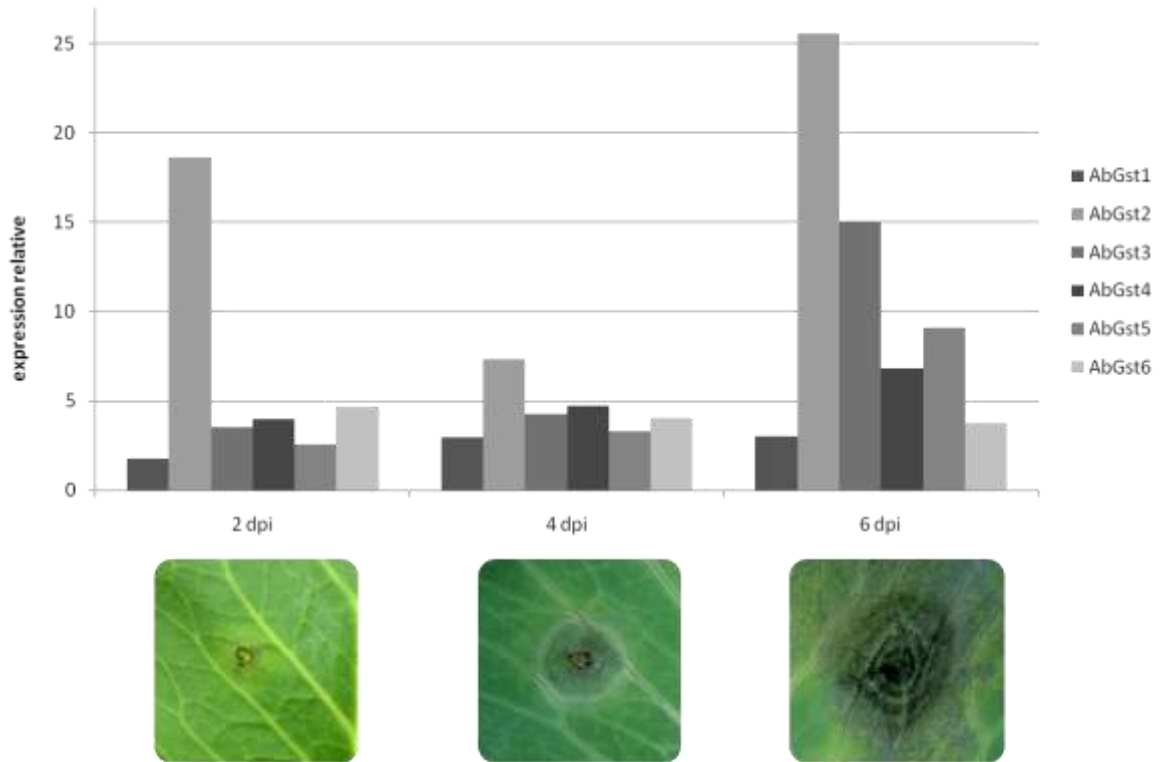 25
20
15
10
5
0
expression relative
2 dpi
4 dpi
6 dpi
AbGst1
AbGst2
AbGst3
AbGst4
AbGst5
AbGst6